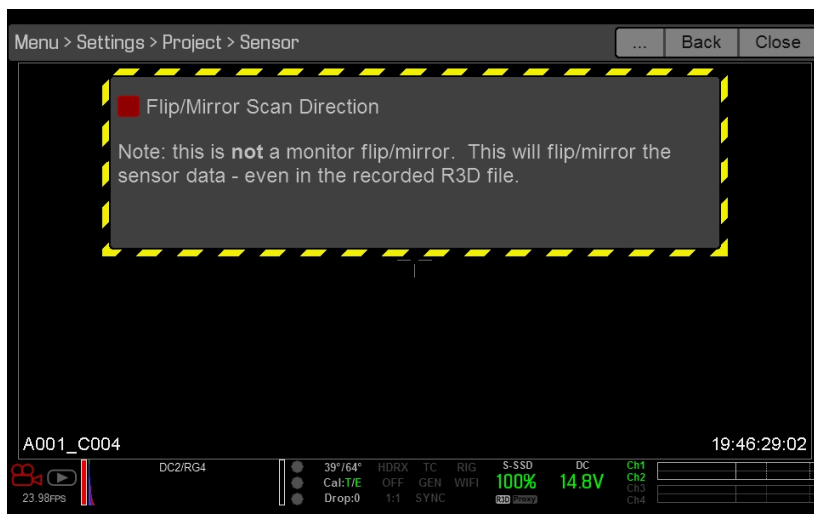 Menu > Settings > Project > Sensor ... Back Close
Flip/Mirror Scan Direction
Note: this is not a monitor flip/mirror. This will flip/mirror the
sensor data - even in the recorded R3D file.
A001_C004 19:46:29:02
DC2/RG4 39°/64° HDRX TC RIG S-SSD DC Ch1
Cal:T/E OFF GEN WIFI 100% 14.8V Ch2
23.98FPS Drop:0 1:1 SYNC R3D Proxy Ch3
Ch4